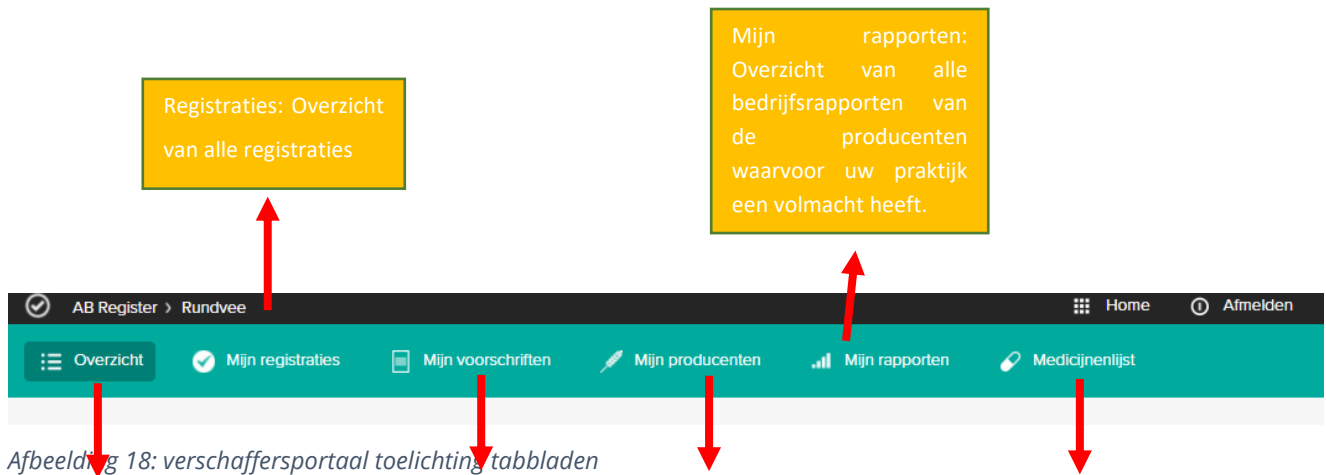 Mijn rapporten:
Overzicht van alle
bedrijfsrapporten van
de producenten
waarvoor uw praktijk
een volmacht heeft.
Registraties: Overzicht
van alle registraties
AB Register > Rundvee
Home
Afmelden
Overzicht
Mijn registraties
Mijn voorschriften
Mijn producenten
Mijn rapporten
Medicijnenlijst
Afbeelding 18: verschaffersportaal toelichting tabbladen